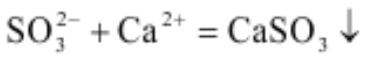 SO₃²⁻ + Ca²⁺ = CaSO₃ ↓